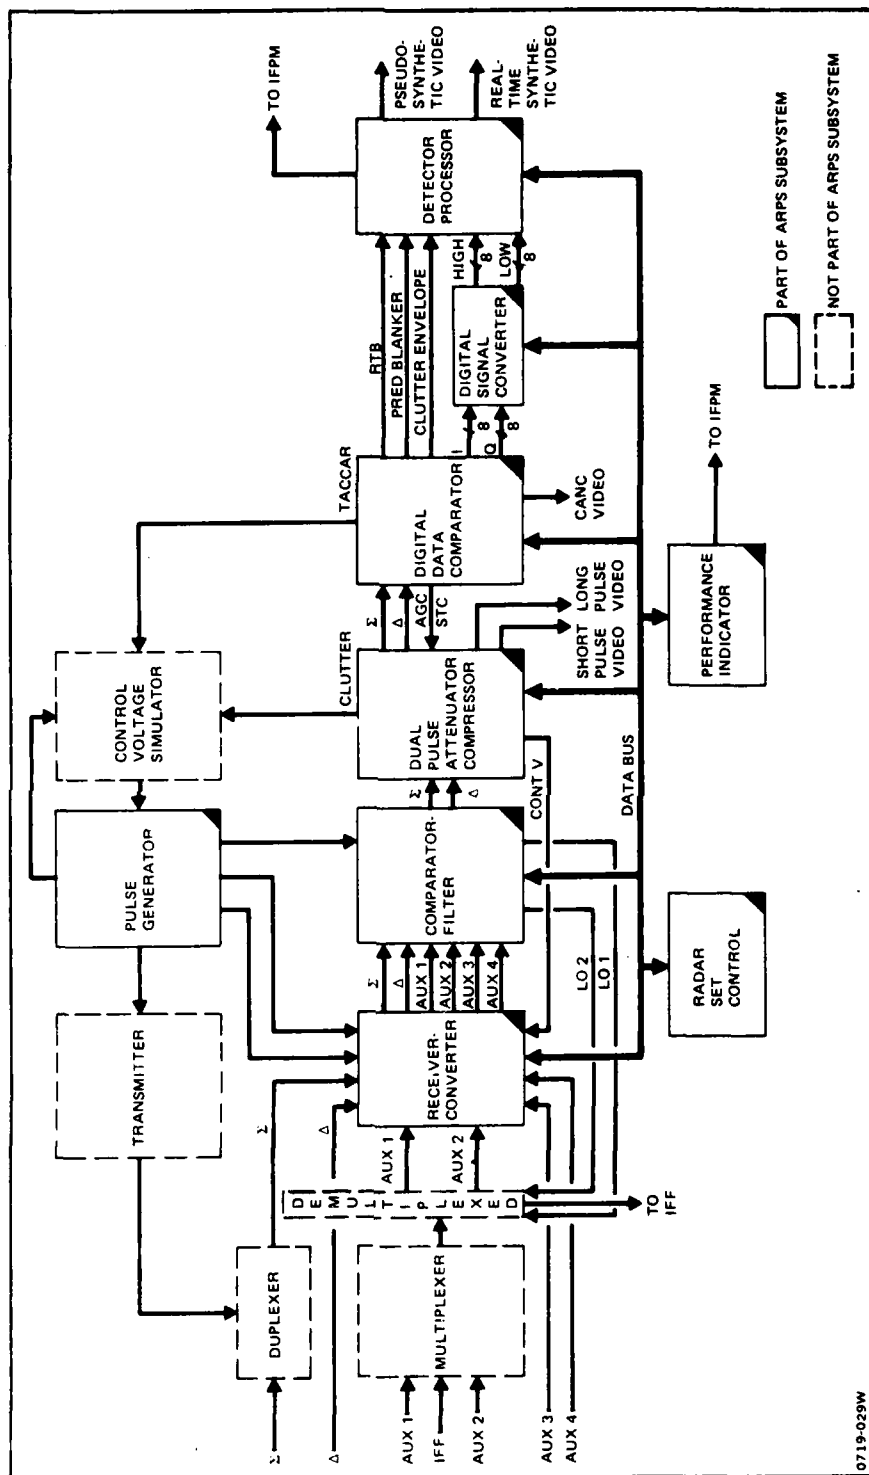 CONTROL
VOLTAGE
SIMULATOR
PULSE
GENERATOR
TRANSMITTER
DUPLEXER
Σ
Σ
Δ
Δ
TO IFPM
PSEUDO-
SYNTHE-
TIC VIDEO
REAL-
TIME
SYNTHE-
TIC VIDEO
DETECTOR
PROCESSOR
RTB
PRED BLANKER
CLUTTER ENVELOPE
HIGH
8
LOW
8
DIGITAL
SIGNAL
CONVERTER
I
8
Q
8
TACCAR
DIGITAL
DATA
COMPARATOR
CANC
VIDEO
Σ
Δ
AGC
STC
CLUTTER
DUAL
PULSE
ATTENUATOR
COMPRESSOR
SHORT
PULSE
VIDEO
LONG
PULSE
VIDEO
CONT V
Σ
Δ
COMPARATOR-
FILTER
LO 2
LO 1
Σ
Δ
AUX 1
AUX 2
AUX 3
AUX 4
RECEIVER-
CONVERTER
AUX 1
AUX 2
DEMULTIPLEXED
TO
IFF
MULTIPLEXER
AUX 1
IFF
AUX 2
AUX 3
AUX 4
DATA BUS
RADAR
SET
CONTROL
PERFORMANCE
INDICATOR
TO IFPM
PART OF ARPS SUBSYSTEM
NOT PART OF ARPS SUBSYSTEM
0719-029W